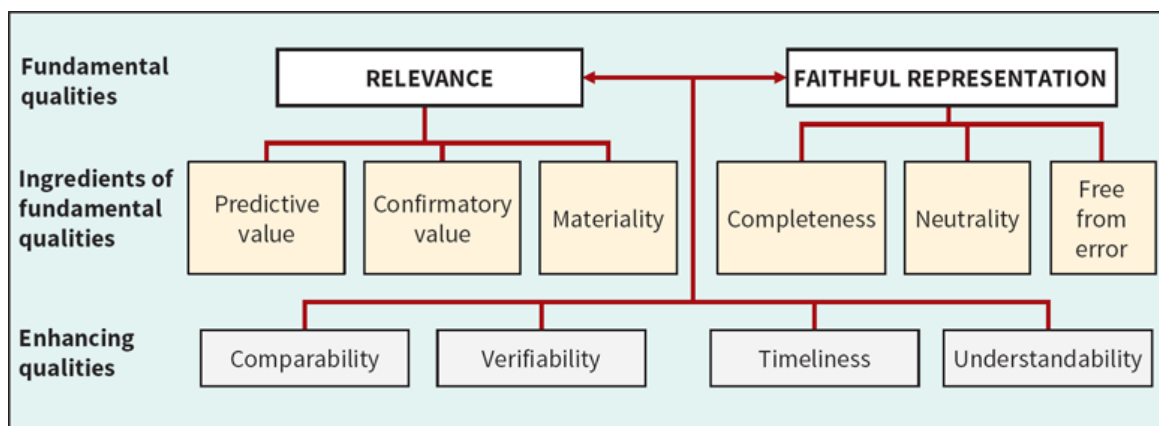 Fundamental
qualities
RELEVANCE
FAITHFUL REPRESENTATION
Ingredients of
fundamental
qualities
Predictive
value
Confirmatory
value
Materiality
Completeness
Neutrality
Free
from
error
Enhancing
qualities
Comparability
Verifiability
Timeliness
Understandability